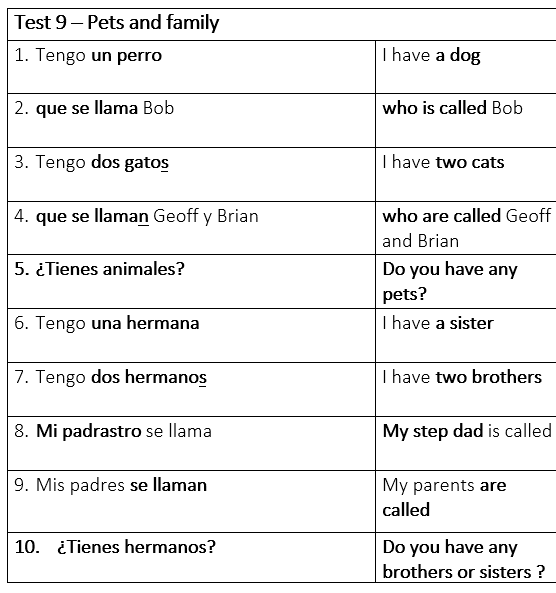 Test 9 – Pets and family
1. Tengo un perro
I have a dog
2. que se llama Bob
who is called Bob
3. Tengo dos gatos
I have two cats
4. que se llaman Geoff y Brian
who are called Geoff
and Brian
5. ¿Tienes animales?
Do you have any
pets?
6. Tengo una hermana
I have a sister
7. Tengo dos hermanos
I have two brothers
8. Mi padrastro se llama
My step dad is called
9. Mis padres se llaman
My parents are
called
10. ¿Tienes hermanos?
Do you have any
brothers or sisters ?